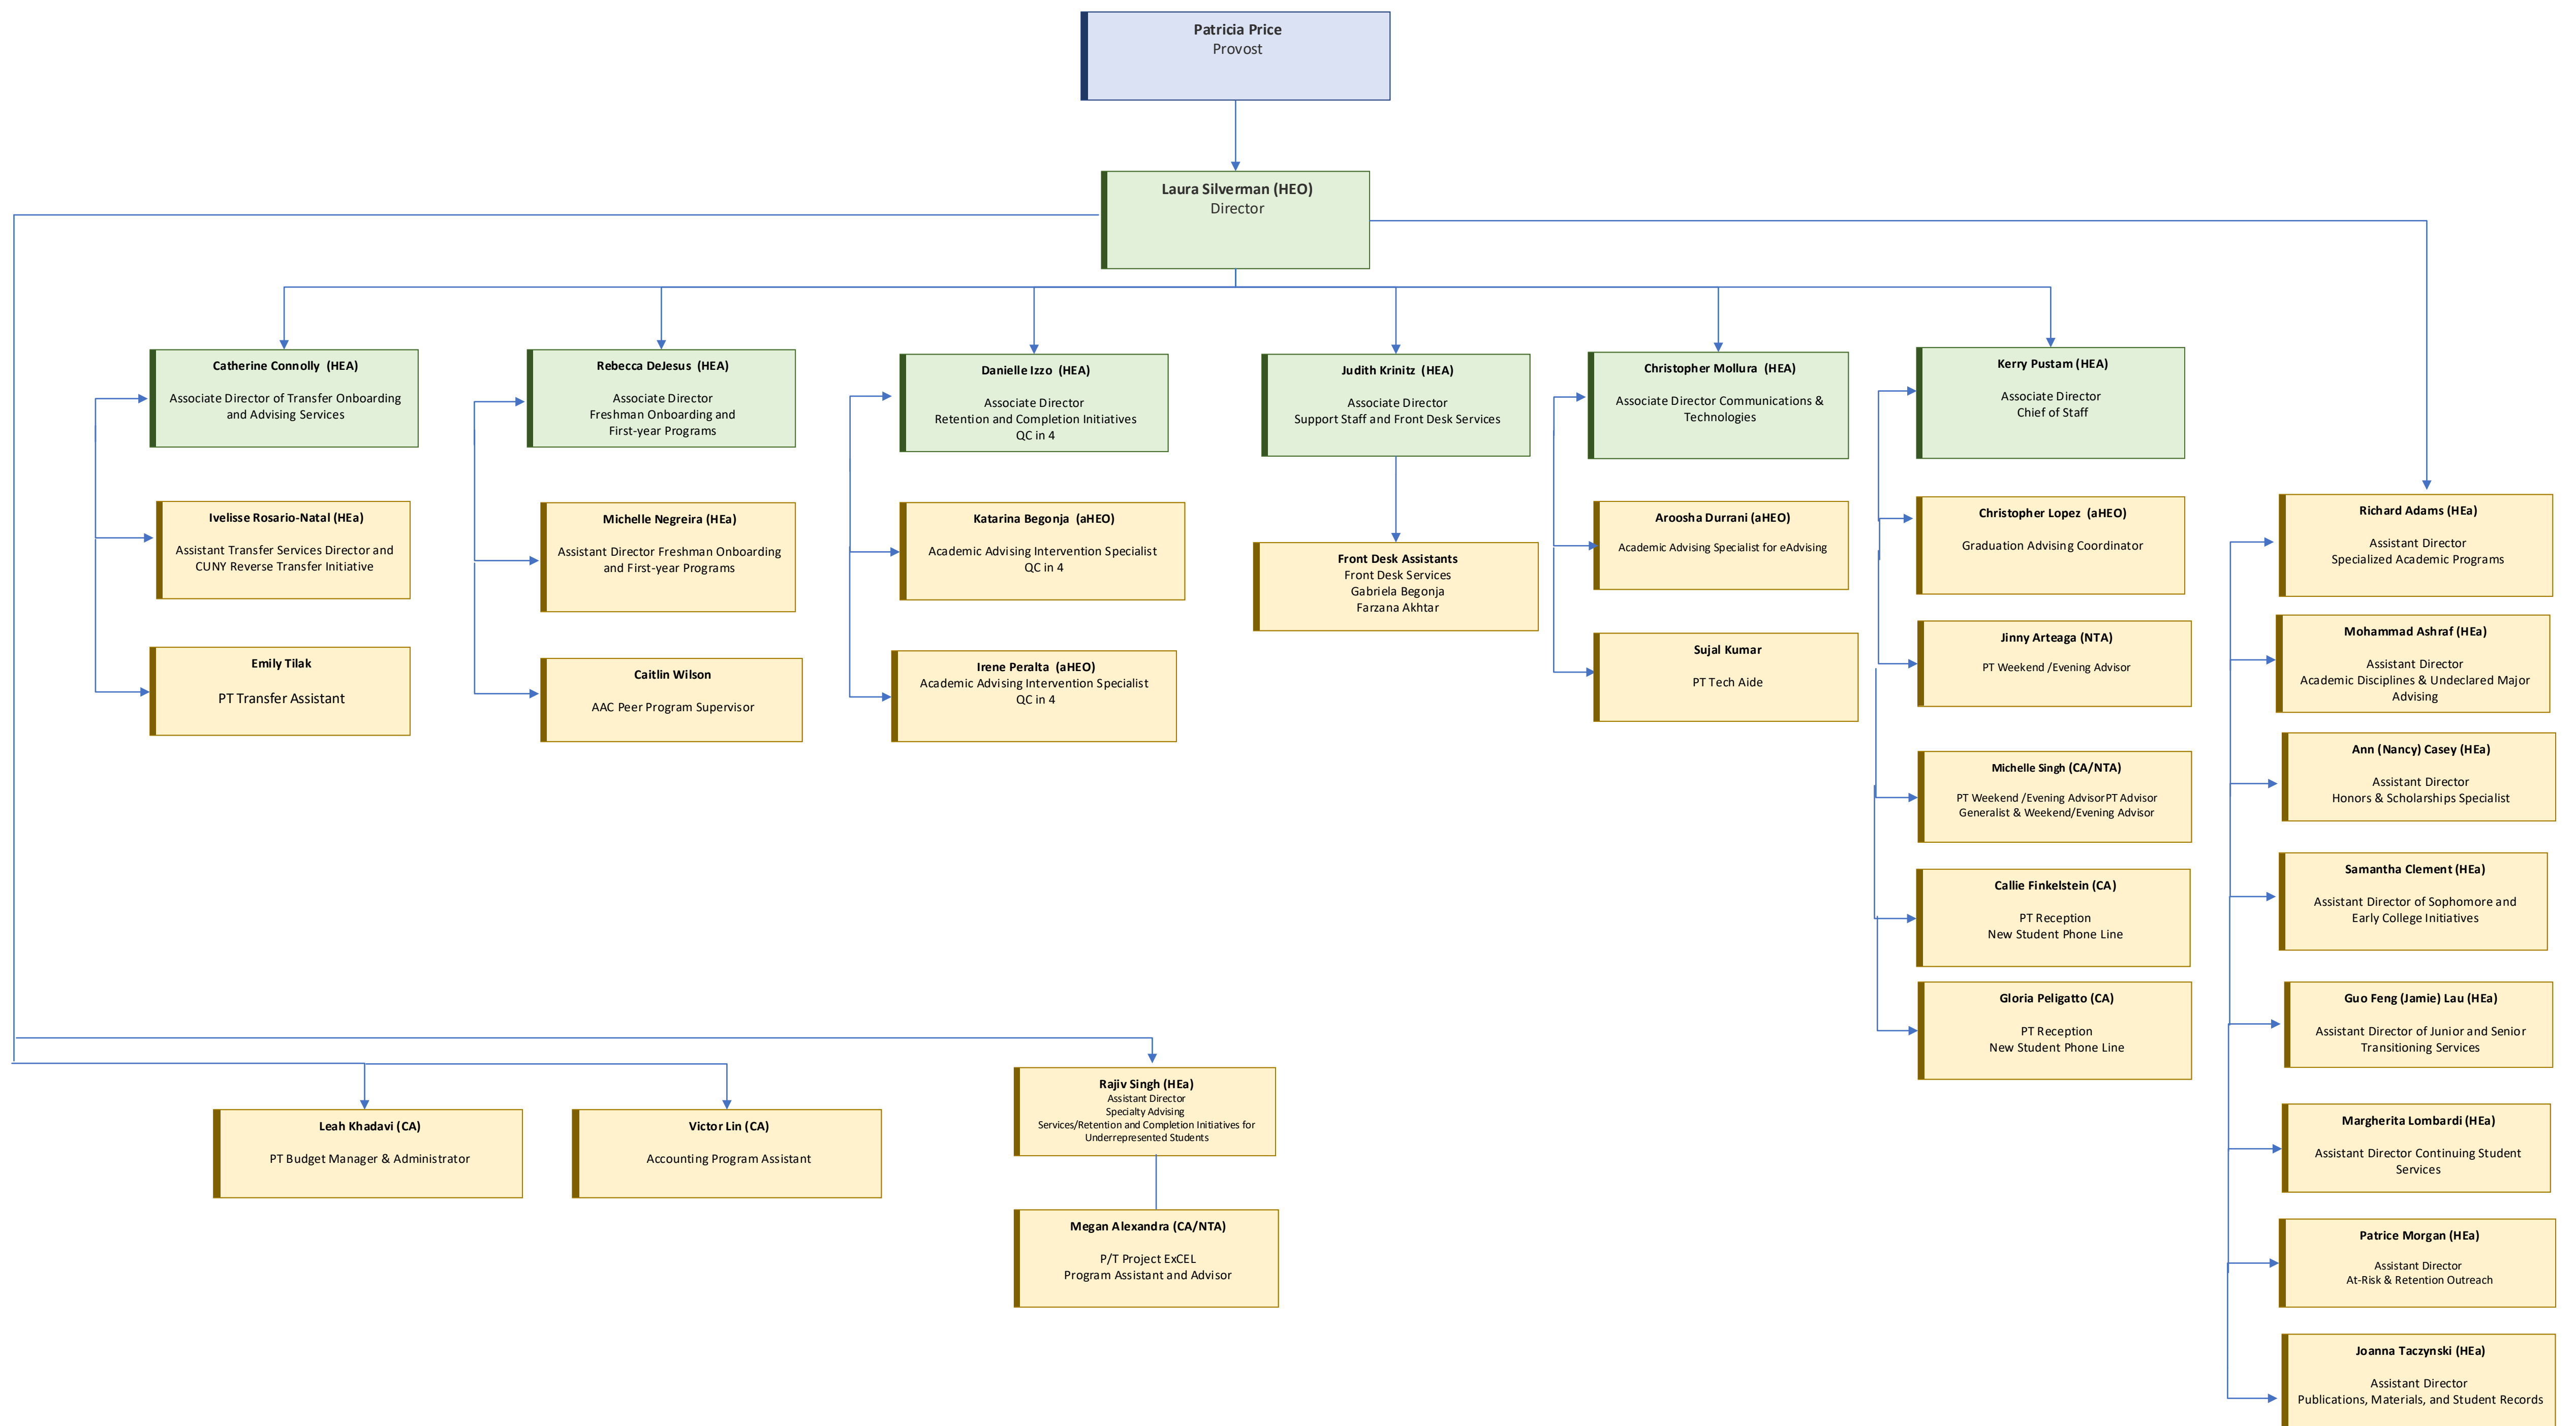 Patricia Price
Provost
Laura Silverman (HEO)
Director
Catherine Connolly (HEA)
Associate Director of Transfer Onboarding
and Advising Services
Rebecca DeJesus (HEA)
Associate Director
Freshman Onboarding and
First-year Programs
Danielle Izzo (HEA)
Associate Director
Retention and Completion Initiatives
QC in 4
Judith Krinitz (HEA)
Associate Director
Support Staff and Front Desk Services
Christopher Mollura (HEA)
Associate Director Communications &
Technologies
Kerry Pustam (HEA)
Associate Director
Chief of Staff
Ivelisse Rosario-Natal (HEa)
Assistant Transfer Services Director and
CUNY Reverse Transfer Initiative
Michelle Negreira (HEa)
Assistant Director Freshman Onboarding
and First-year Programs
Katarina Begonja (aHEO)
Academic Advising Intervention Specialist
QC in 4
Front Desk Assistants
Front Desk Services
Gabriela Begonja
Farzana Akhtar
Aroosha Durrani (aHEO)
Academic Advising Specialist for eAdvising
Christopher Lopez (aHEO)
Graduation Advising Coordinator
Richard Adams (HEa)
Assistant Director
Specialized Academic Programs
Emily Tilak
PT Transfer Assistant
Caitlin Wilson
AAC Peer Program Supervisor
Irene Peralta (aHEO)
Academic Advising Intervention Specialist
QC in 4
Sujal Kumar
PT Tech Aide
Jinny Arteaga (NTA)
PT Weekend /Evening Advisor
Mohammad Ashraf (HEa)
Assistant Director
Academic Disciplines & Undeclared Major
Advising
Michelle Singh (CA/NTA)
PT Weekend /Evening AdvisorPT Advisor
Generalist & Weekend/Evening Advisor
Ann (Nancy) Casey (HEa)
Assistant Director
Honors & Scholarships Specialist
Callie Finkelstein (CA)
PT Reception
New Student Phone Line
Samantha Clement (HEa)
Assistant Director of Sophomore and
Early College Initiatives
Gloria Peligatto (CA)
PT Reception
New Student Phone Line
Guo Feng (Jamie) Lau (HEa)
Assistant Director of Junior and Senior
Transitioning Services
Leah Khadavi (CA)
PT Budget Manager & Administrator
Victor Lin (CA)
Accounting Program Assistant
Rajiv Singh (HEa)
Assistant Director
Specialty Advising
Services/Retention and Completion Initiatives for
Underrepresented Students
Margherita Lombardi (HEa)
Assistant Director Continuing Student
Services
Megan Alexandra (CA/NTA)
P/T Project ExCEL
Program Assistant and Advisor
Patrice Morgan (HEa)
Assistant Director
At-Risk & Retention Outreach
Joanna Taczynski (HEa)
Assistant Director
Publications, Materials, and Student Records